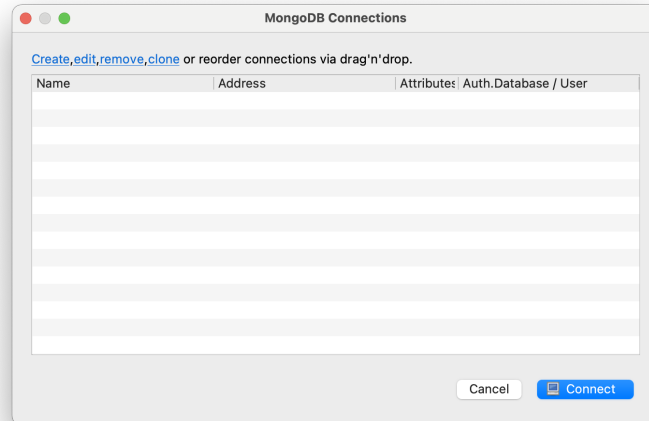 MongoDB Connections
Create,edit,remove,clone or reorder connections via drag'n'drop.
Name Address Attributes Auth.Database / User
Cancel Connect